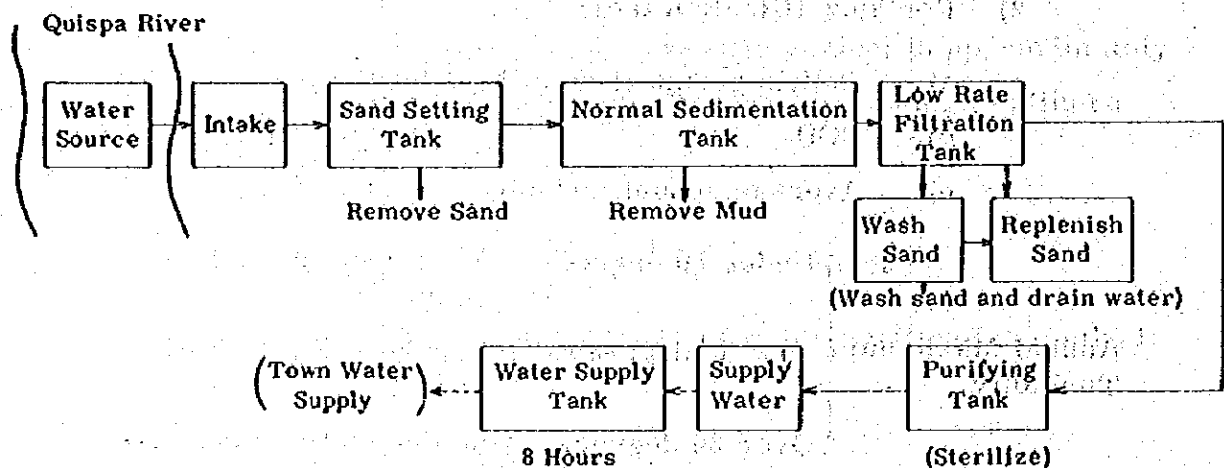 Quispa River
Water
Source
Intake
Sand Setting
Tank
Normal Sedimentation
Tank
Low Rate
Filtration
Tank
Remove Sand
Remove Mud
Wash
Sand
Replenish
Sand
(Wash sand and drain water)
(Town Water
Supply)
Water Supply
Tank
Supply
Water
Purifying
Tank
8 Hours
(Sterilize)